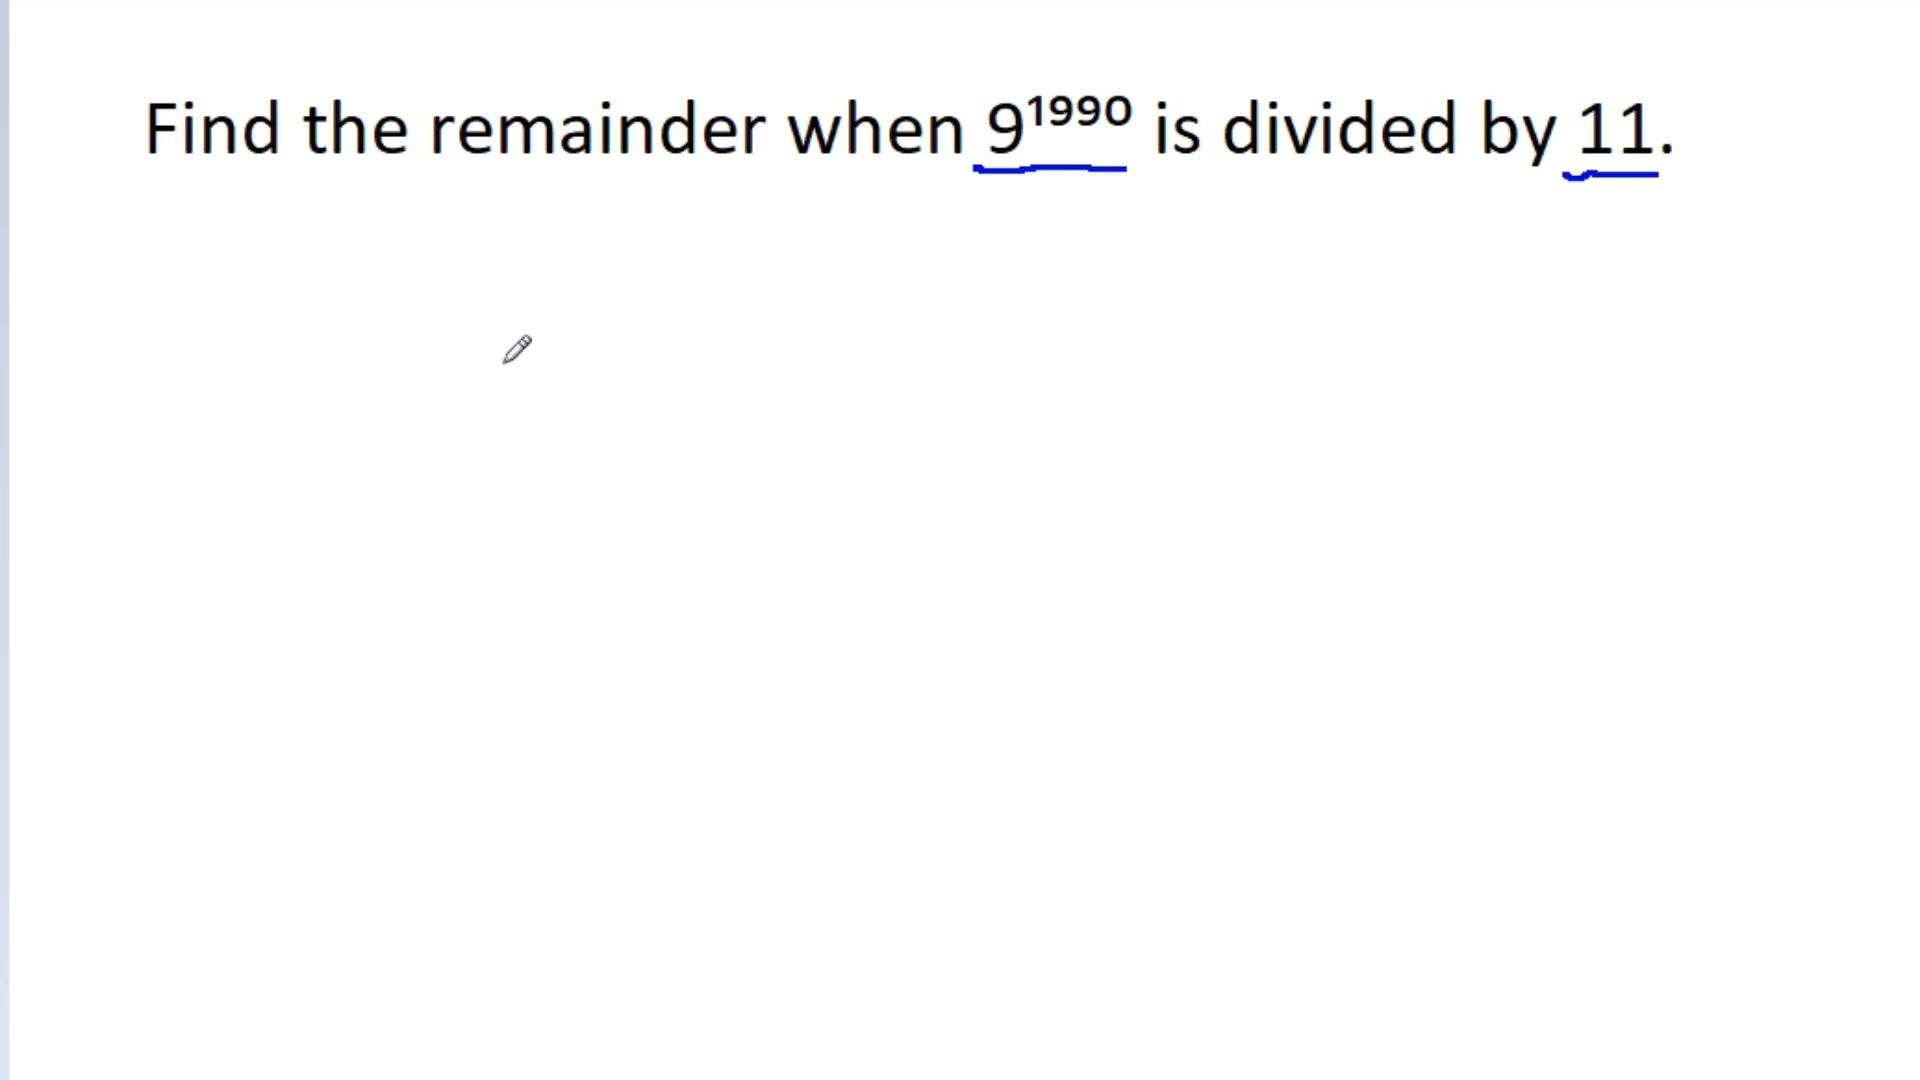 Find the remainder when 9¹⁹⁹⁰ is divided by 11.